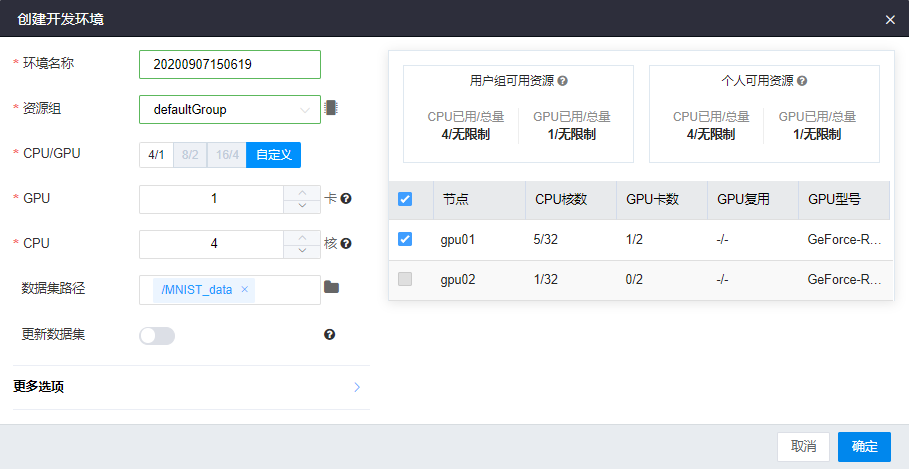 创建开发环境
* 环境名称 20200907150619
* 资源组 defaultGroup
* CPU/GPU 4/1 8/2 16/4 自定义
* GPU 1 卡
* CPU 4 核
数据集路径 /MNIST_data ×
更新数据集
更多选项
用户组可用资源
CPU已用/总量 GPU已用/总量
4/无限制 1/无限制
个人可用资源
CPU已用/总量 GPU已用/总量
4/无限制 1/无限制
节点 CPU核数 GPU卡数 GPU复用 GPU型号
gpu01 5/32 1/2 -/- GeForce-R...
gpu02 1/32 0/2 -/- GeForce-R...
取消 确定